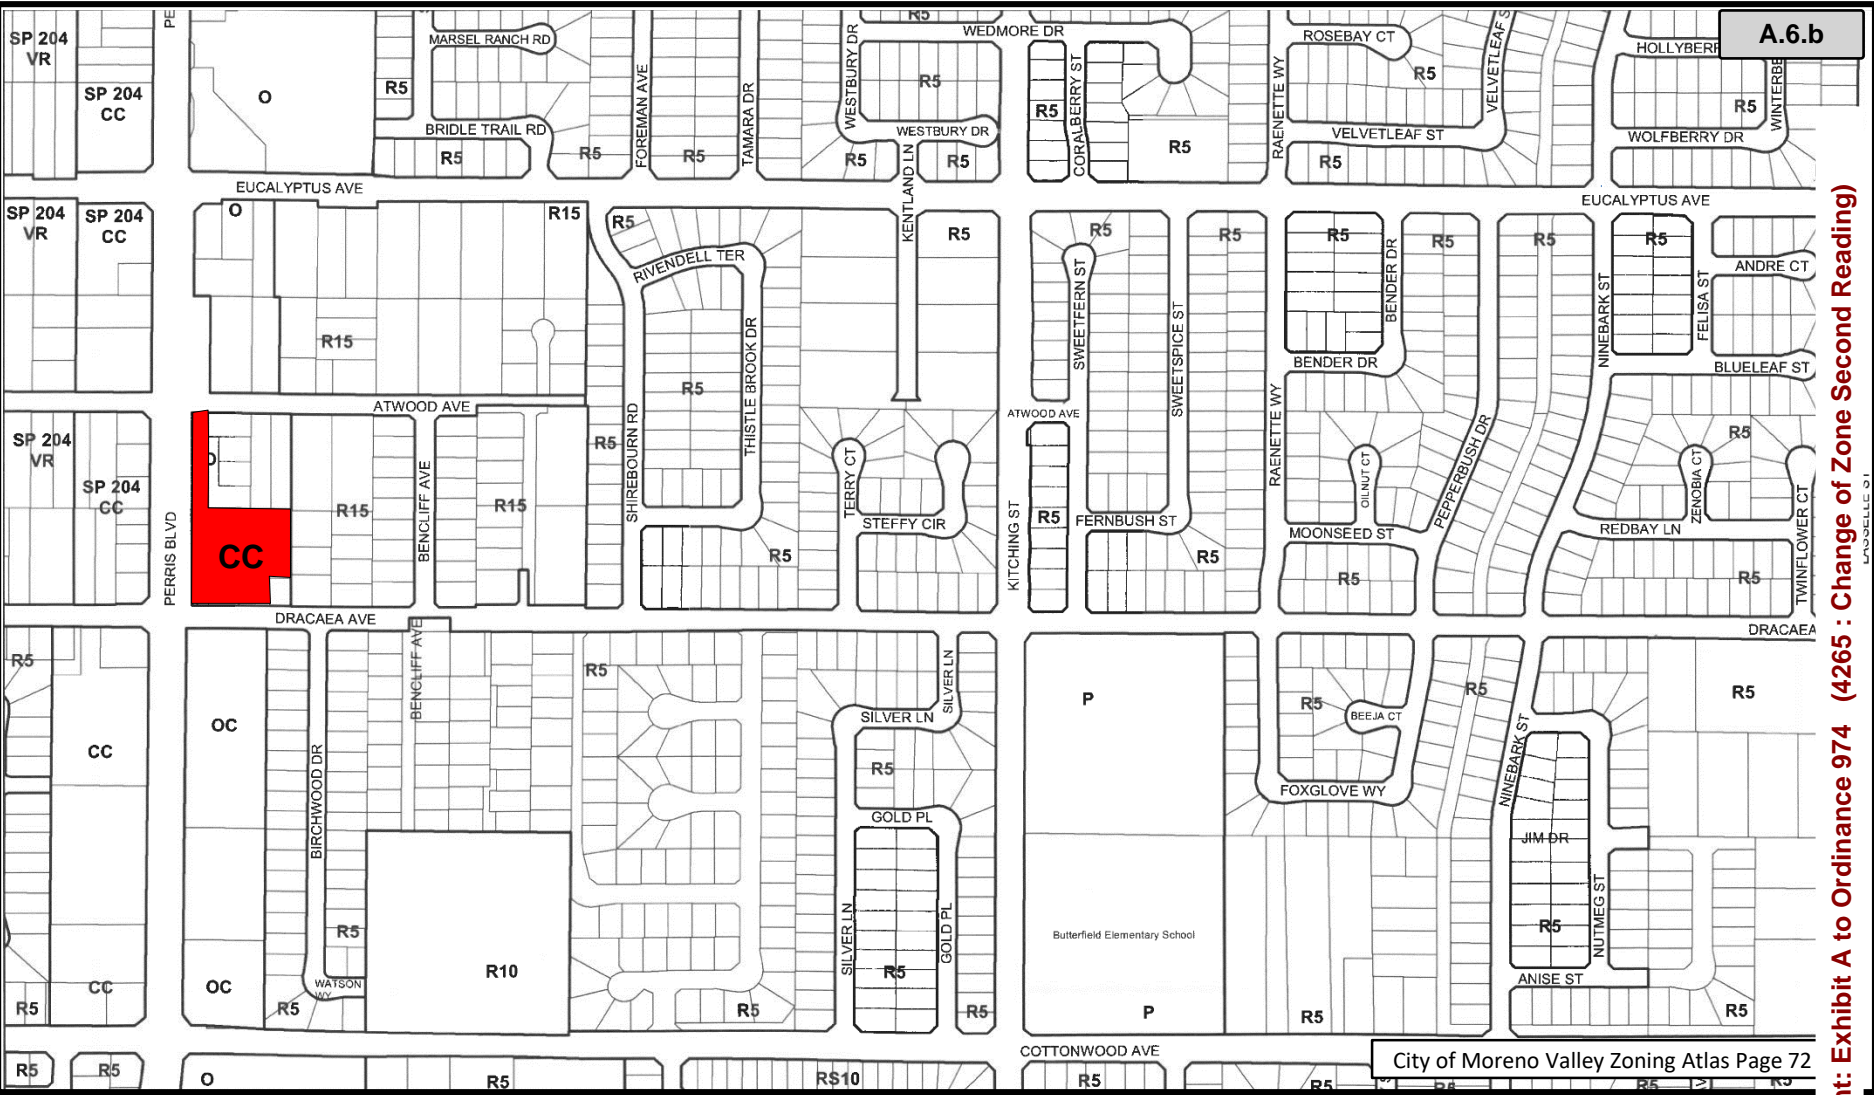 A.6.b
SP 204
VR
SP 204
CC
PE
O
R5
MARSEL RANCH RD
BRIDLE TRAIL RD
R5
R5
FOREMAN AVE
R5
TAMARA DR
WESTBURY DR
R5
R5
WESTBURY DR
R5
KENTLAND LN
R5
WEDMORE DR
R5
CORALBERRY ST
R5
RAENETTE WY
ROSEBAY CT
R5
VELVETLEAF S
VELVETLEAF ST
R5
HOLLYBERR
R5
WINTERBE
WOLFBERRY DR
EUCALYPTUS AVE
EUCALYPTUS AVE
SP 204
VR
SP 204
CC
O
R15
R15
R5
RIVENDELL TER
R5
R5
THISTLE BROOK DR
SHIREBOURN RD
R5
R5
SWEETFERN ST
SWEETSPICE ST
R5
R5
BENDER DR
BENDER DR
R5
R5
NINEBARK ST
R5
FELISA ST
ANDRE CT
BLUELEAF ST
ATWOOD AVE
ATWOOD AVE
SP 204
VR
SP 204
CC
PERRIS BLVD
CC
R15
BENCLIFF AVE
R15
R5
TERRY CT
STEFFY CIR
KITCHING ST
R5
FERNBUSH ST
R5
RAENETTE WY
OILNUT CT
MOONSEED ST
R5
PEPPERBUSH DR
R5
ZENOBIA CT
REDBAY LN
R5
TWINFLOWER CT
LASSELLE ST
DRACAEA AVE
DRACAEA
R5
CC
CC
R5
OC
OC
BIRCHWOOD DR
BENCLIFF AVE
R5
WATSON
WY
R5
R10
R5
R5
SILVER LN
SILVER LN
R5
GOLD PL
SILVER LN
R5
GOLD PL
R5
P
Butterfield Elementary School
P
R5
BEEJA CT
FOXGLOVE WY
R5
R5
NINEBARK ST
JIM DR
R5
NUTMEG ST
ANISE ST
R5
R5
COTTONWOOD AVE
R5
R5
O
R5
RS10
R5
R5
R5
R5
City of Moreno Valley Zoning Atlas Page 72
nt: Exhibit A to Ordinance 974 (4265 : Change of Zone Second Reading)